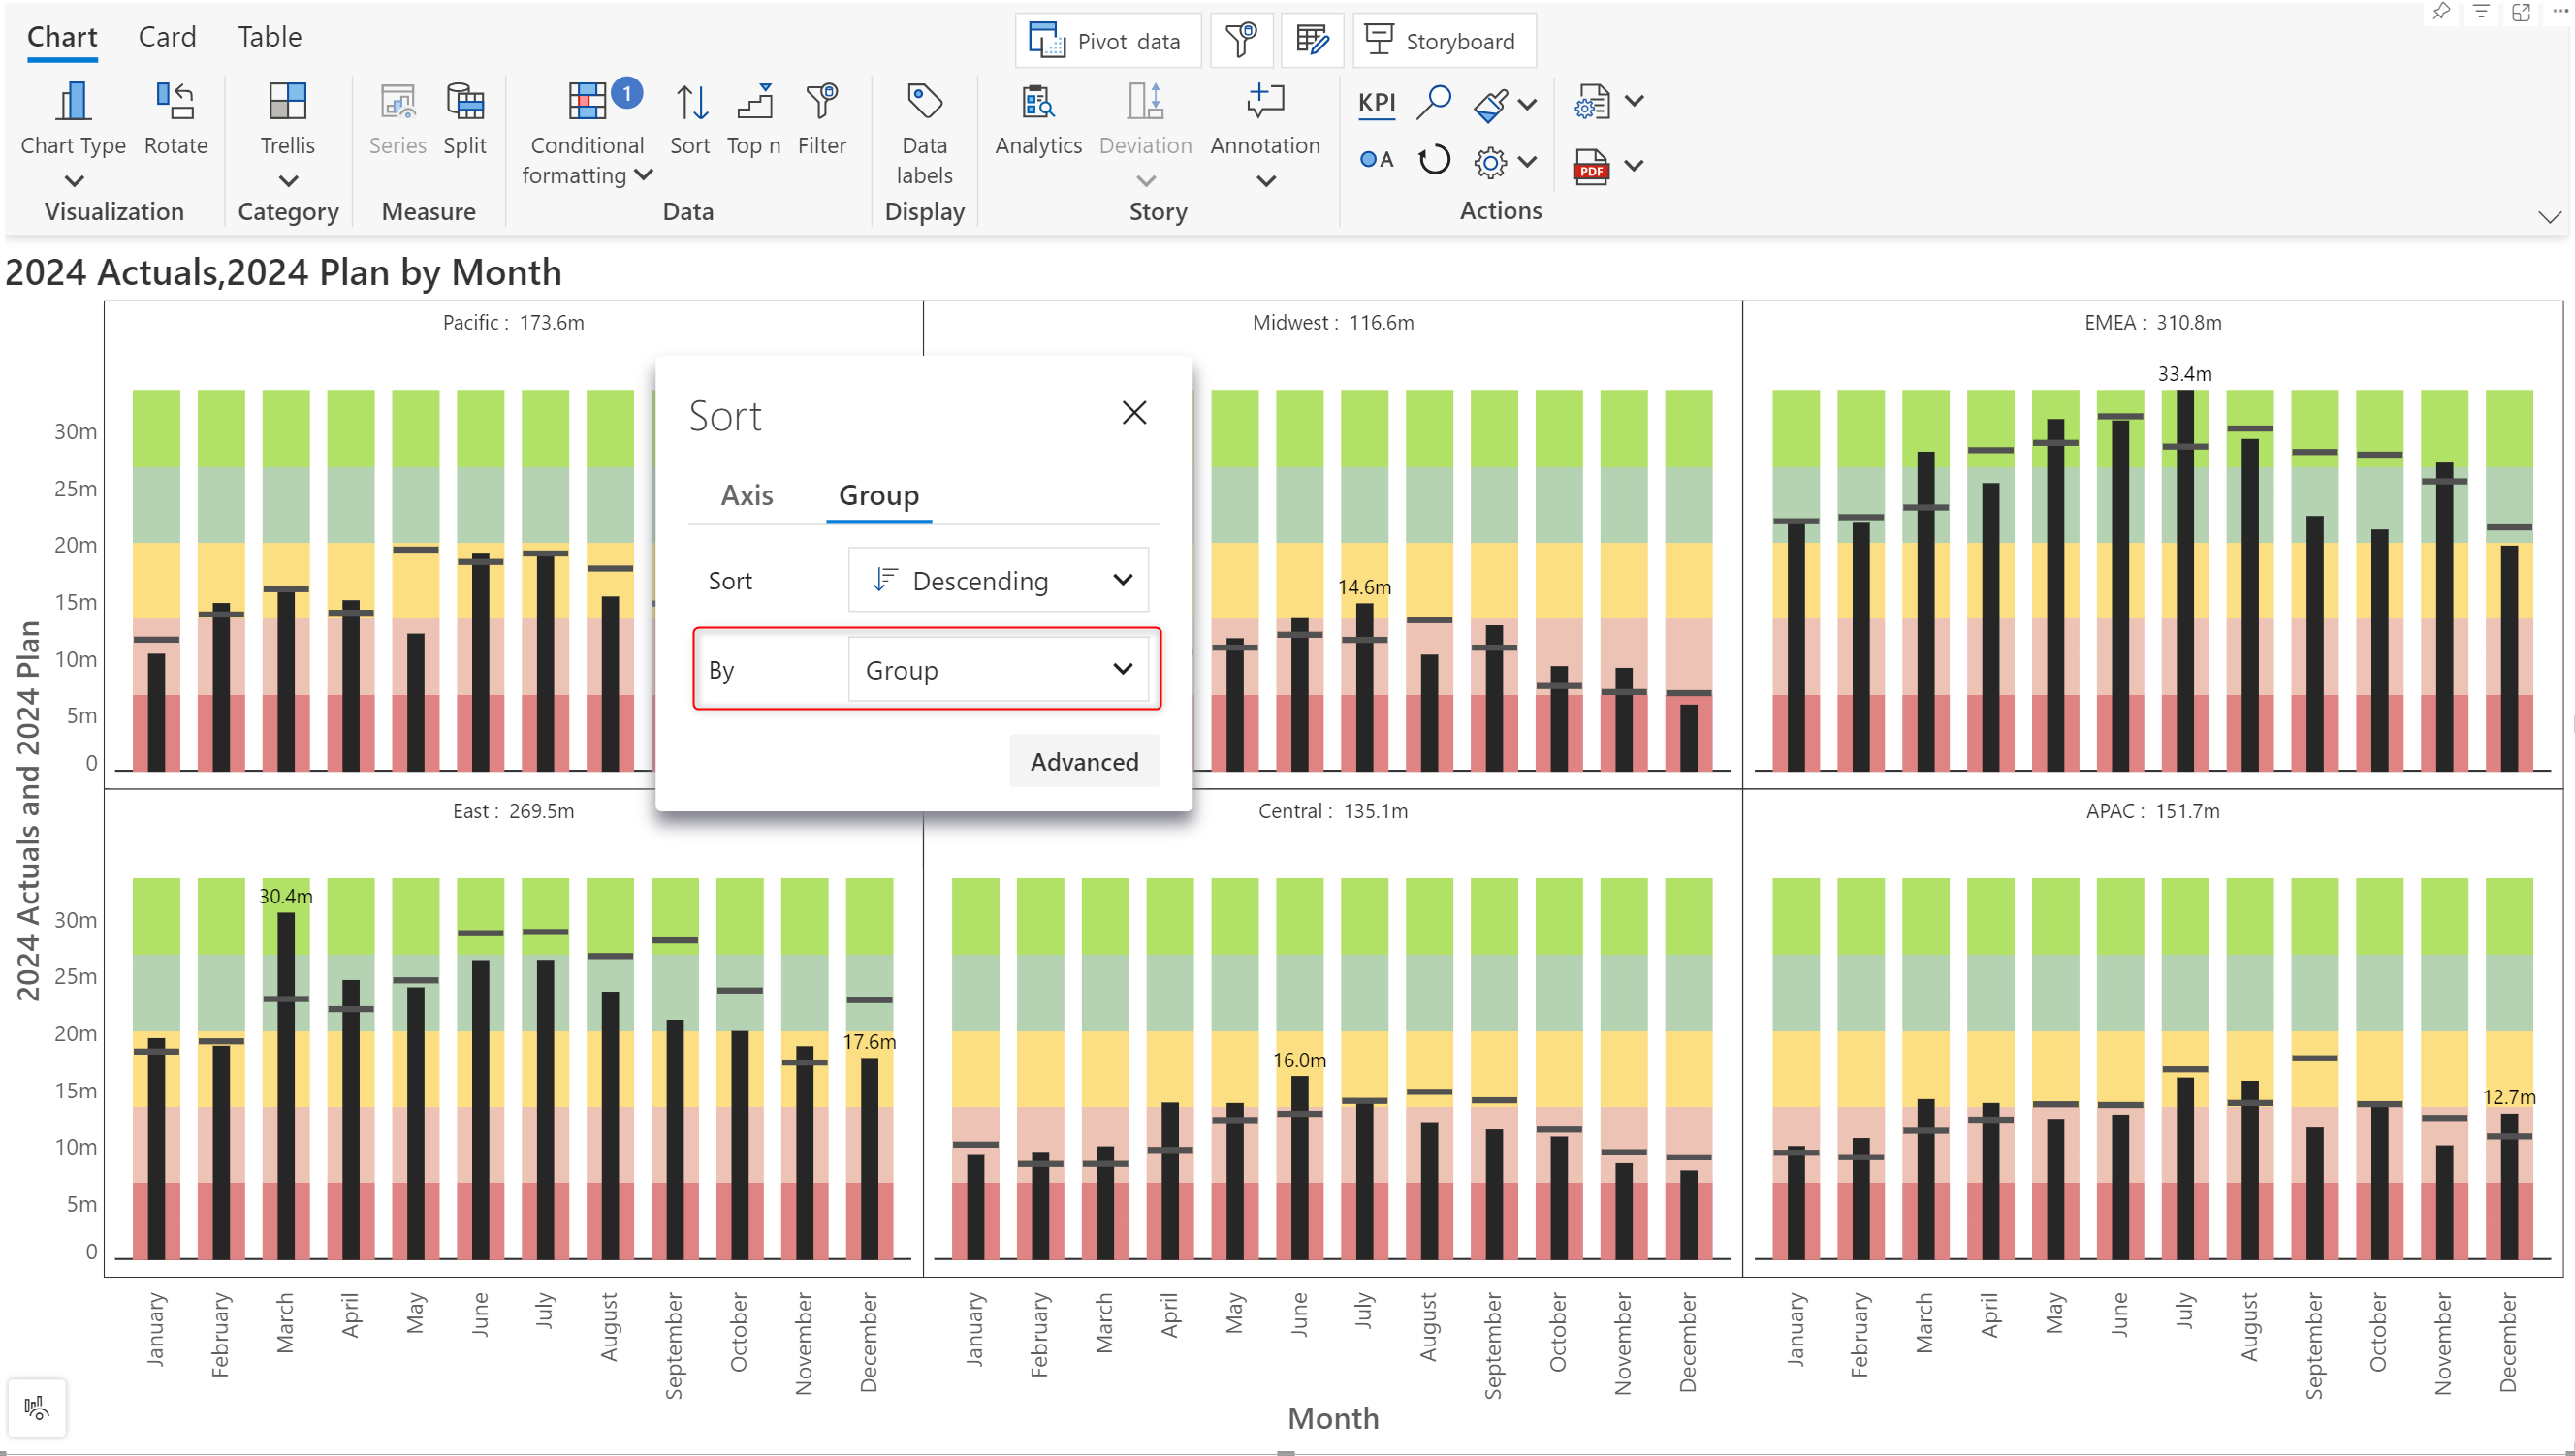 Chart Card Table
Pivot data
Storyboard
Chart Type
Rotate
Trellis
Series
Split
Conditional
formatting
1
Sort
Top n
Filter
Data
labels
Analytics
Deviation
Annotation
KPI
A
PDF
Visualization
Category
Measure
Data
Display
Story
Actions
2024 Actuals,2024 Plan by Month
2024 Actuals and 2024 Plan
Pacific : 173.6m
30m
25m
20m
15m
10m
5m
0
Midwest : 116.6m
14.6m
EMEA : 310.8m
33.4m
Sort
Axis Group
Sort Descending
By Group
Advanced
East : 269.5m
30m
25m
20m
15m
10m
5m
0
30.4m
17.6m
Central : 135.1m
16.0m
APAC : 151.7m
12.7m
January
February
March
April
May
June
July
August
September
October
November
December
January
February
March
April
May
June
July
August
September
October
November
December
January
February
March
April
May
June
July
August
September
October
November
December
Month